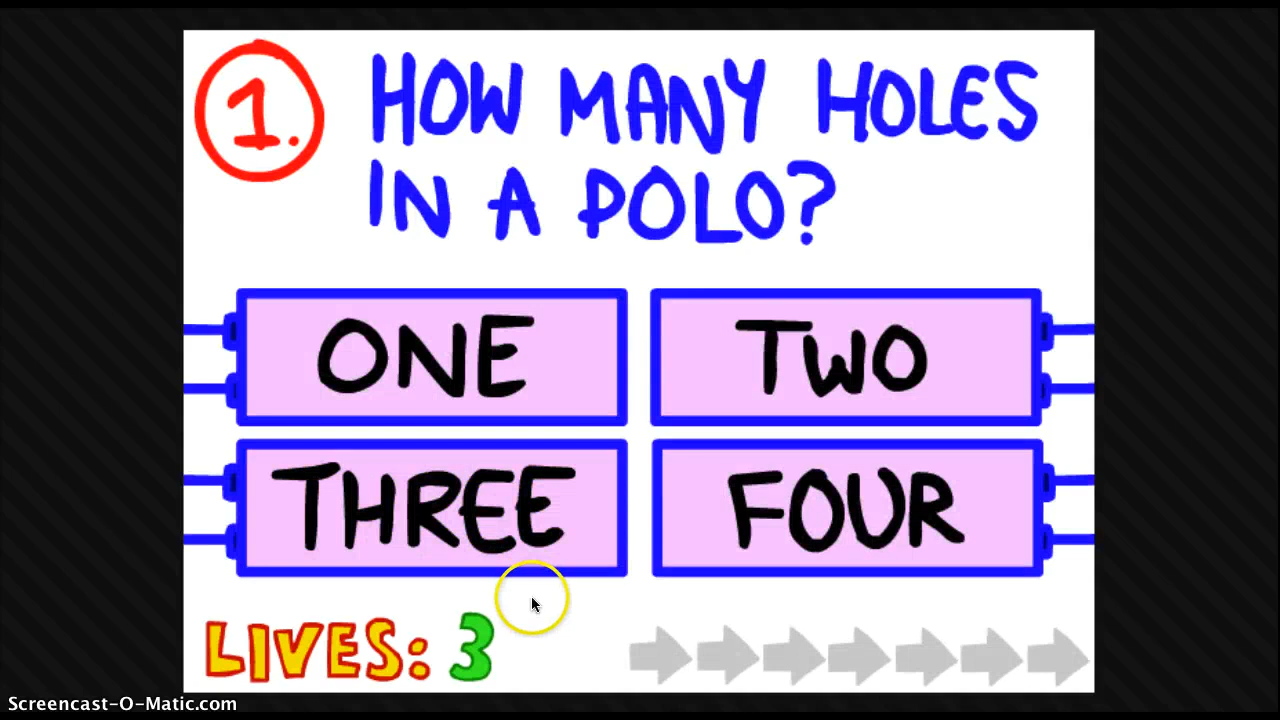 1. HOW MANY HOLES
IN A POLO?
ONE
TWO
THREE
FOUR
LIVES: 3
Screencast-O-Matic.com